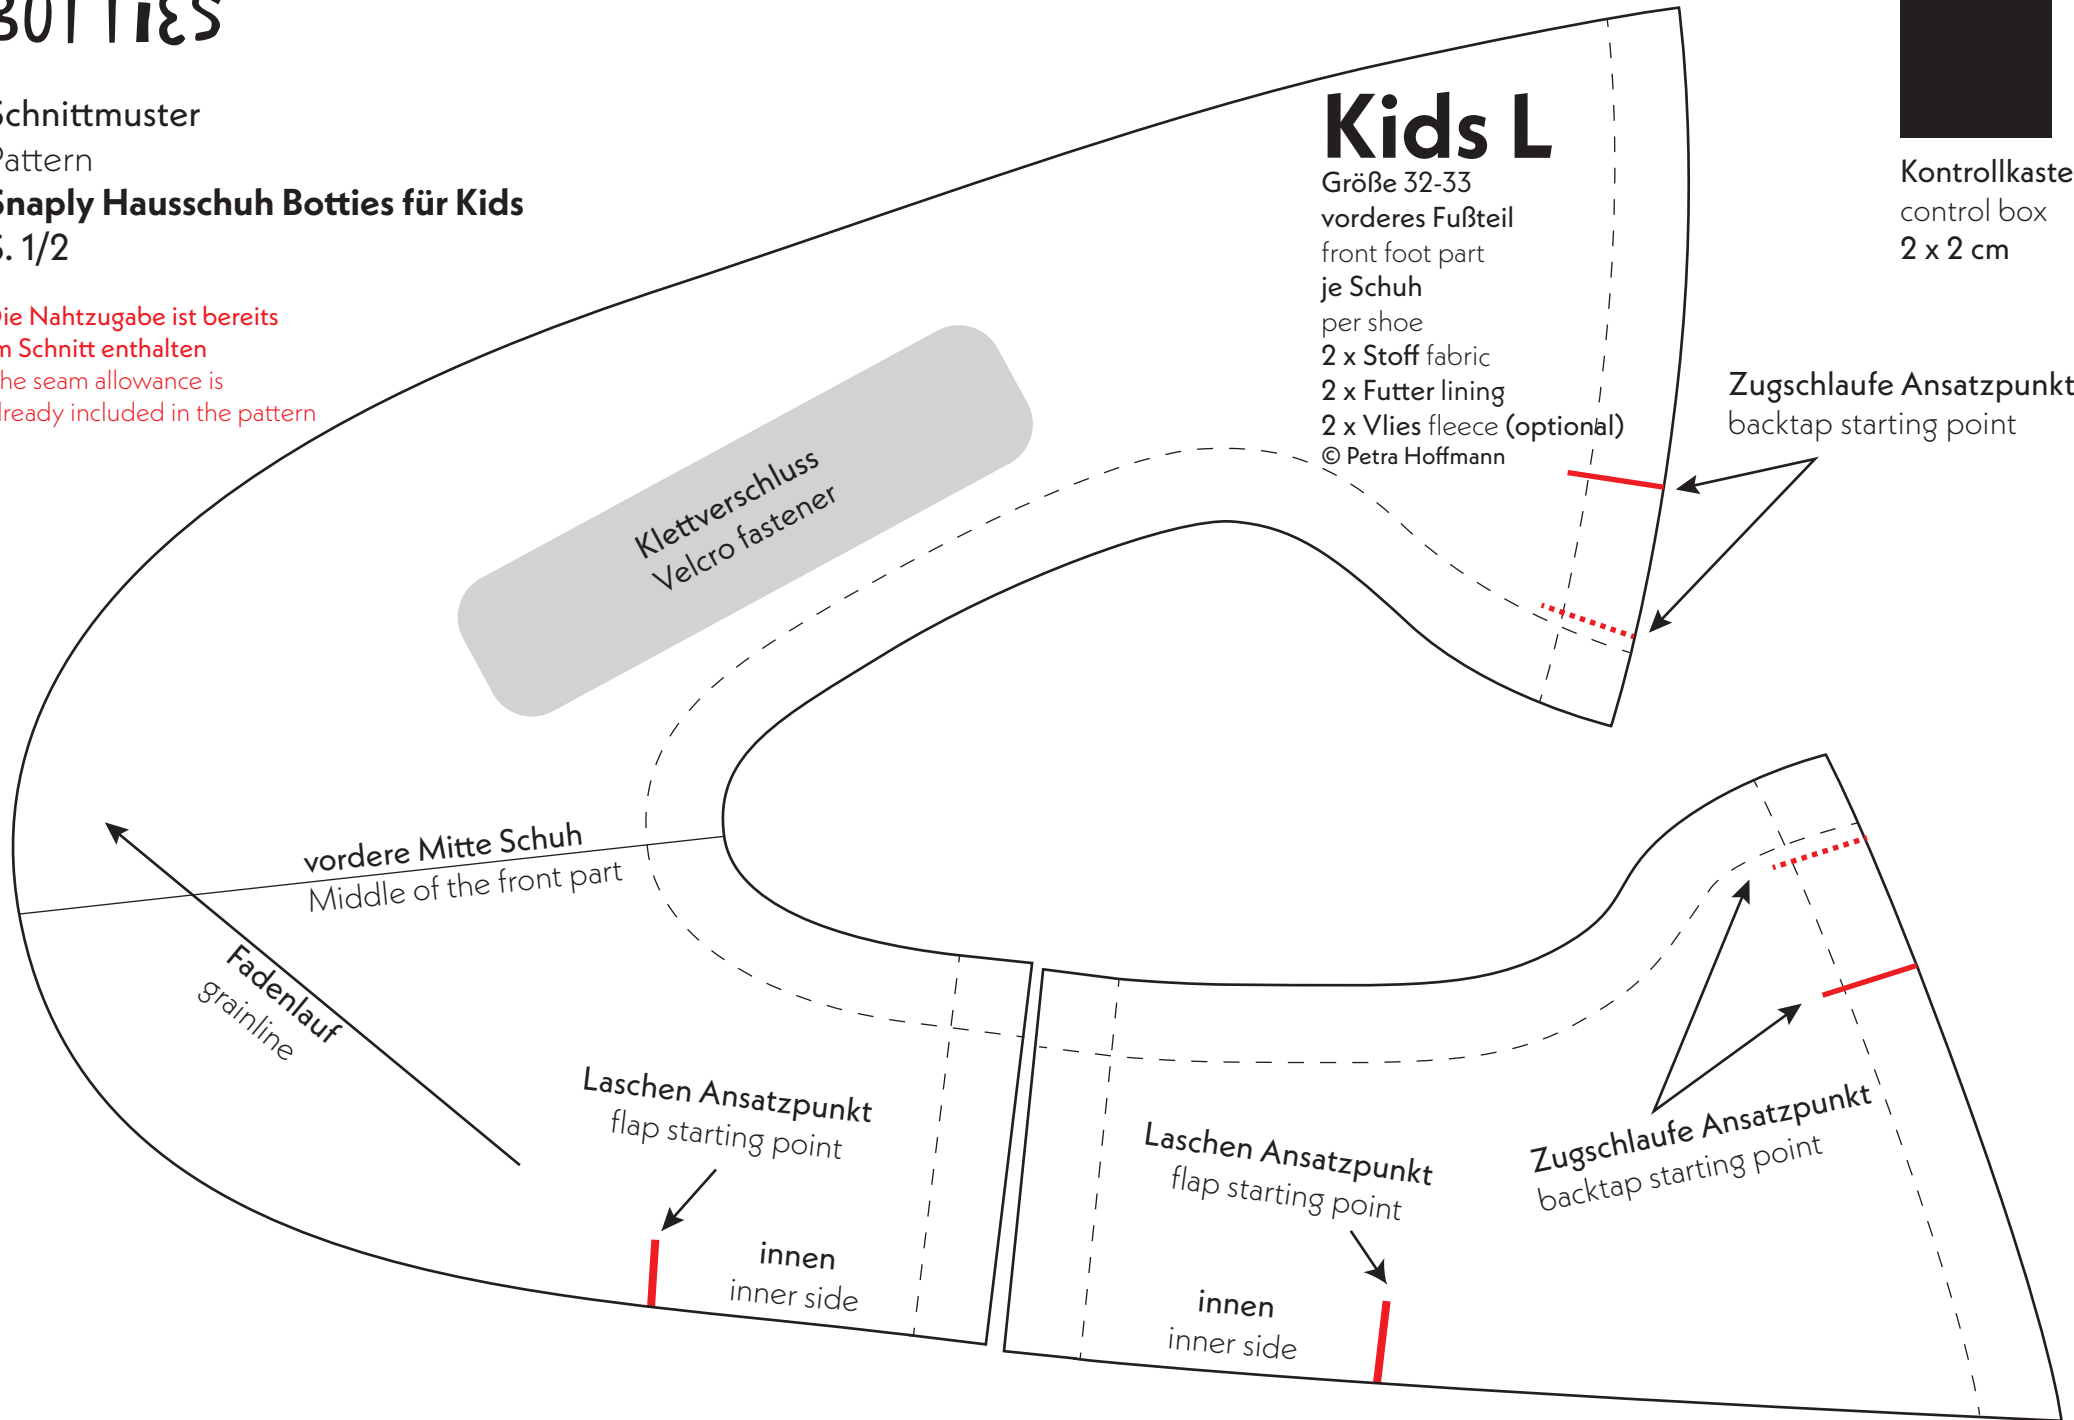 BOTTiES
Schnittmuster
Pattern
Snaply Hausschuh Botties für Kids
S. 1/2
Die Nahtzugabe ist bereits
im Schnitt enthalten
The seam allowance is
already included in the pattern
Kids L
Größe 32-33
vorderes Fußteil
front foot part
je Schuh
per shoe
2 x Stoff fabric
2 x Futter lining
2 x Vlies fleece (optional)
© Petra Hoffmann
Kontrollkaste
control box
2 x 2 cm
Zugschlaufe Ansatzpunkt
backtap starting point
Klettverschluss
Velcro fastener
vordere Mitte Schuh
Middle of the front part
Fadenlauf
grainline
Laschen Ansatzpunkt
flap starting point
innen
inner side
Laschen Ansatzpunkt
flap starting point
innen
inner side
Zugschlaufe Ansatzpunkt
backtap starting point